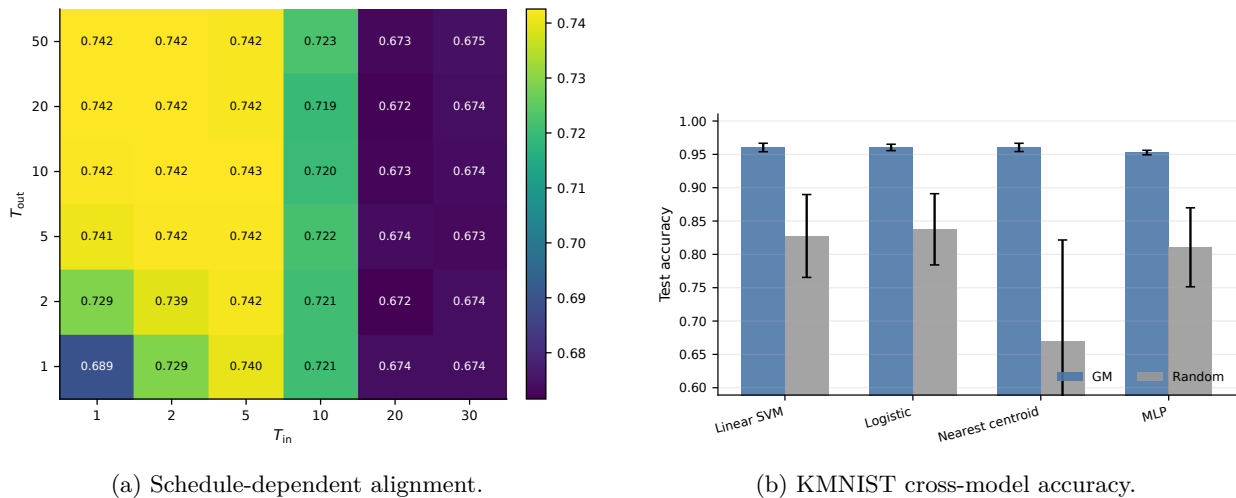 50 0.742 0.742 0.742 0.723 0.673 0.675
20 0.742 0.742 0.742 0.719 0.672 0.674
10 0.742 0.742 0.743 0.720 0.673 0.674
5 0.741 0.742 0.742 0.722 0.674 0.673
2 0.729 0.739 0.742 0.721 0.672 0.674
1 0.689 0.729 0.740 0.721 0.674 0.674
1 2 5 10 20 30
T_in
T_out
0.74
0.73
0.72
0.71
0.70
0.69
0.68
(a) Schedule-dependent alignment.
1.00
0.95
0.90
0.85
0.80
0.75
0.70
0.65
0.60
Test accuracy
GM Random
Linear SVM Logistic Nearest centroid MLP
(b) KMNIST cross-model accuracy.